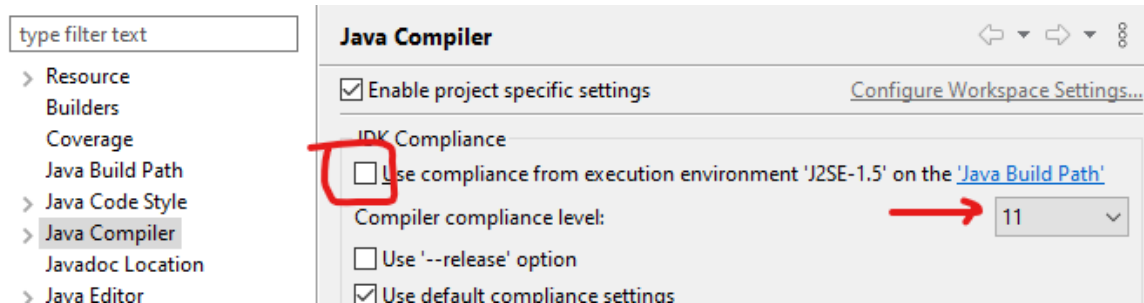 type filter text
Java Compiler
Resource
Enable project specific settings Configure Workspace Settings...
Builders
Coverage
JDK Compliance
Java Build Path
Use compliance from execution environment 'J2SE-1.5' on the 'Java Build Path'
Java Code Style
Compiler compliance level: 11
Java Compiler
Javadoc Location
Use '--release' option
Java Editor
Use default compliance settings